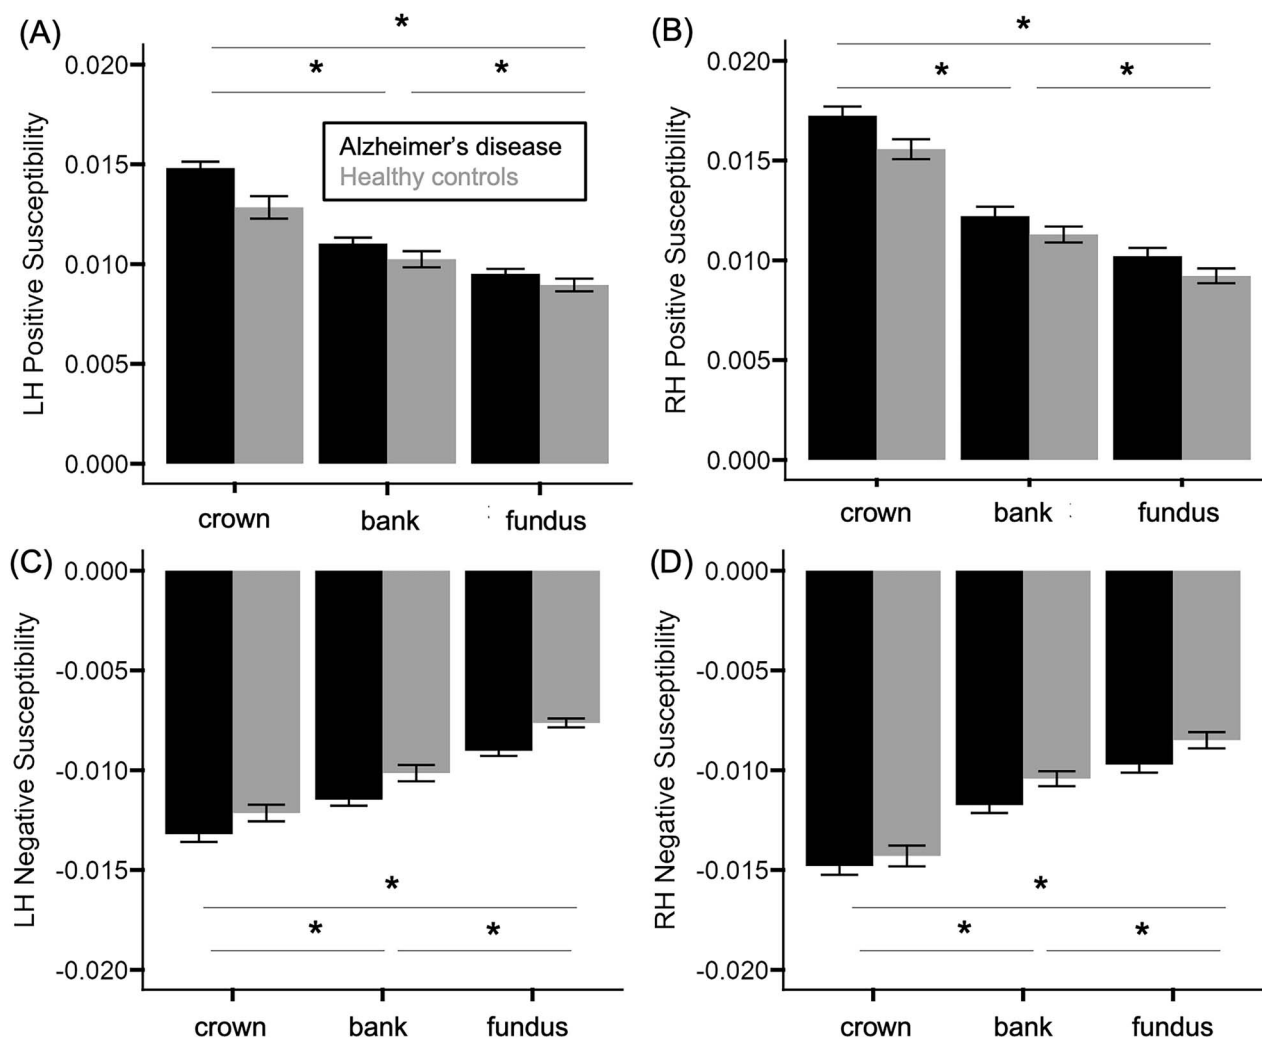 (A)
*
* *
LH Positive Susceptibility
0.020
0.015
0.010
0.005
0.000
Alzheimer's disease
Healthy controls
crown bank : fundus
(B)
*
* *
RH Positive Susceptibility
0.020
0.015
0.010
0.005
0.000
crown bank : fundus
(C)
LH Negative Susceptibility
0.000
-0.005
-0.010
-0.015
-0.020
*
* *
crown bank fundus
(D)
RH Negative Susceptibility
0.000
-0.005
-0.010
-0.015
-0.020
*
* *
crown bank fundus